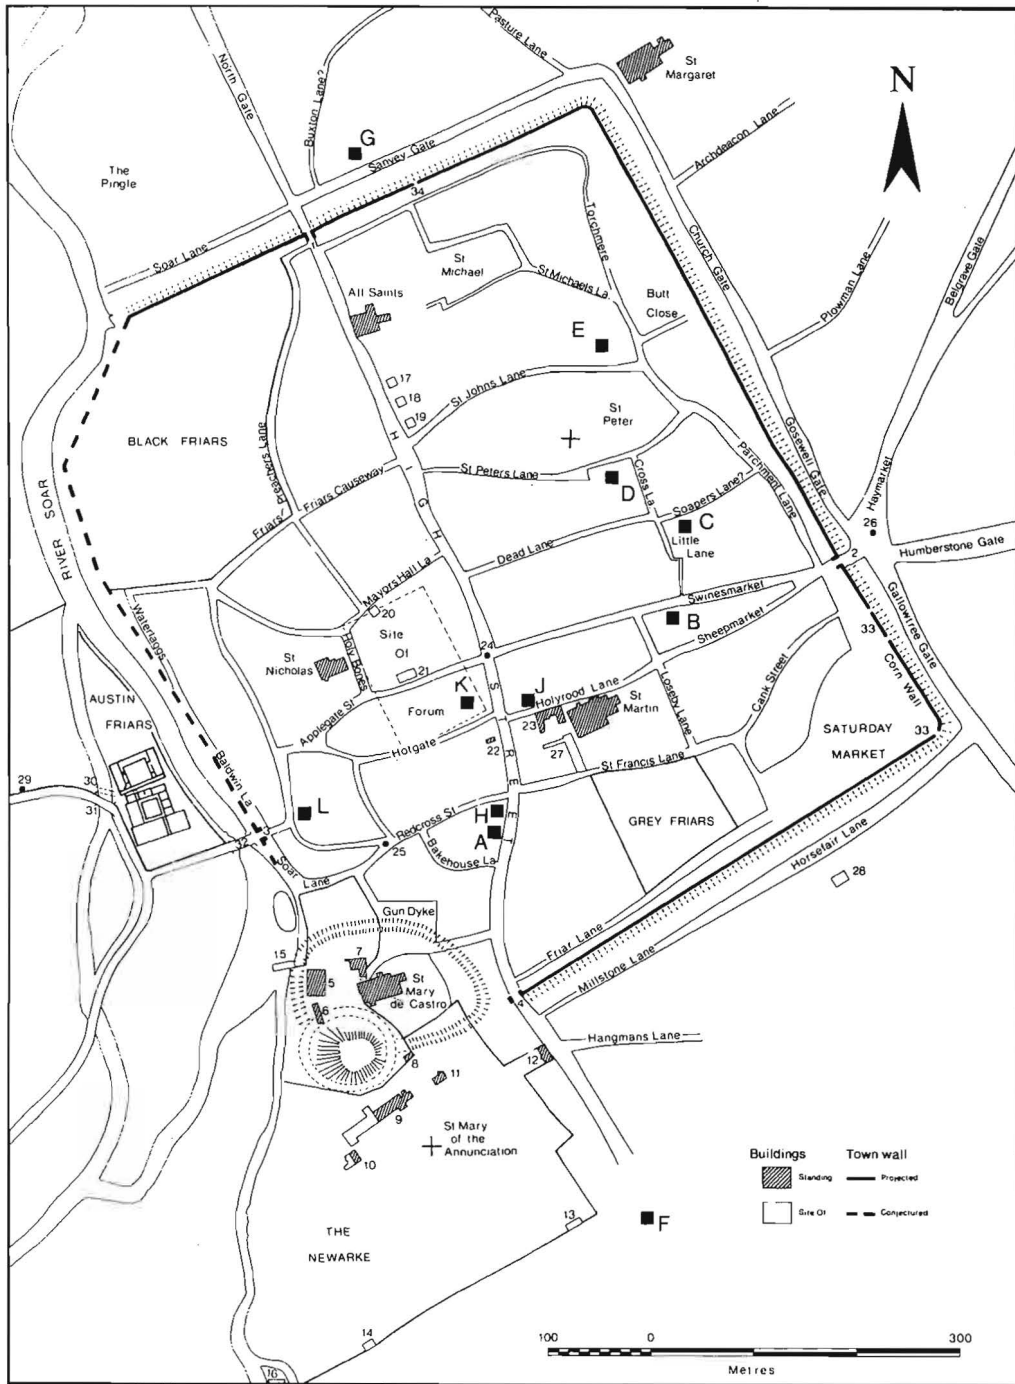 Pasture Lane
St
Margaret
N
North Gate
Buxton Lane?
G
Sanvey Gate
Archdeacon Lane
The
Pingle
34
Torchmere
Church Gate
Belgrave Gate
Soar Lane
St
Michael
St Michaels La
Plowman Lane
All Saints
Butt
Close
E
17
18
19
St Johns Lane
St
Peter
BLACK FRIARS
Friars Causeway
Friars' Preachers Lane
HIGH STREET
St Peters Lane
Cross La
D
Parchment Lane
Gosewell Gate
Haymarket
26
Soapers Lane?
C
Little
Lane
RIVER SOAR
Dead Lane
2
Humberstone Gate
Mayors Hall La
Swinesmarket
Gallowtree Gate
20
Waterlaggs
B
Sheepmarket
33
Corn Wall
Site
Of
Holy Bones
St
Nicholas
24
21
Cank Street
AUSTIN
FRIARS
K
J
Holyrood Lane
Loseby Lane
Applegate St
Forum
23
St
Martin
Hotgate
22
27
SATURDAY
MARKET
33
St Francis Lane
Baldwin La
29
30
31
L
Redcross St
H
A
GREY FRIARS
Horsefair Lane
32
3
25
Bakehouse La
Soar Lane
28
Gun Dyke
Friar Lane
15
7
5
St
Mary
de Castro
Millstone Lane
4
6
Hangmans Lane
8
12
11
9
St Mary
of the
Annunciation
10
Buildings
Town wall
Standing
Projected
Site Of
Conjectured
13
F
THE
NEWARKE
14
16
100
0
300
Metres